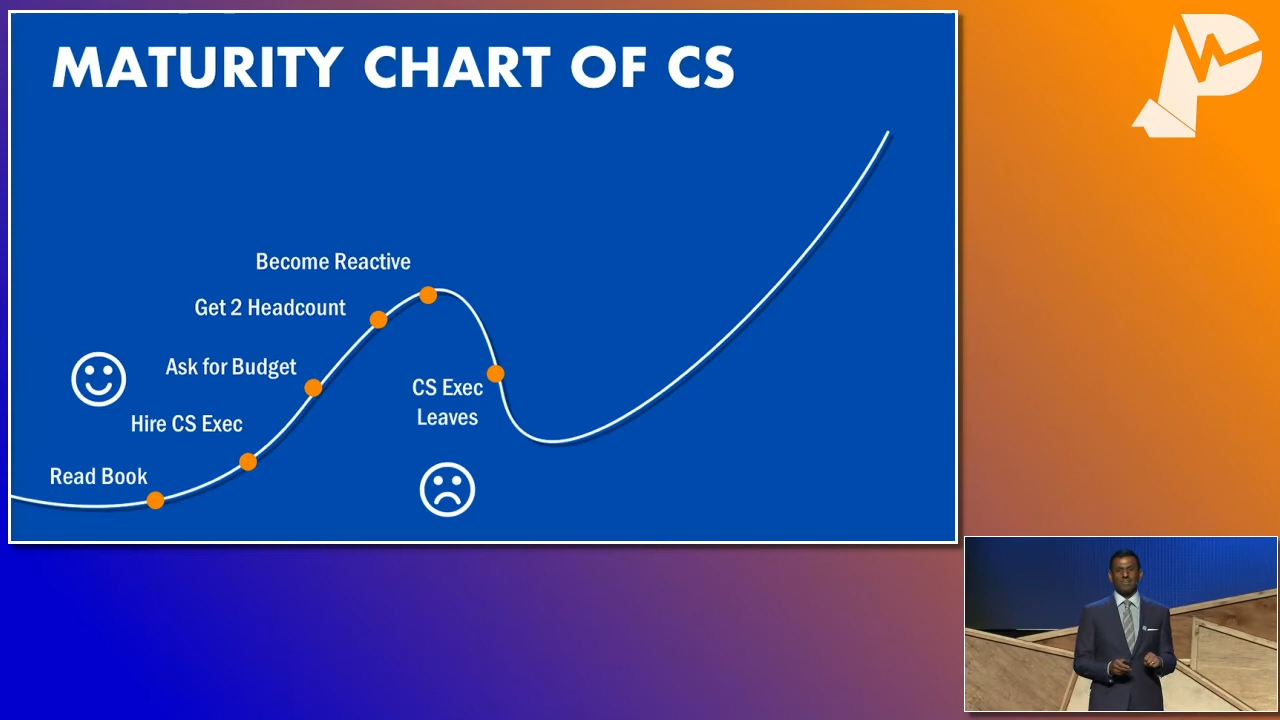 MATURITY CHART OF CS
Become Reactive
Get 2 Headcount
Ask for Budget
CS Exec
Leaves
Hire CS Exec
Read Book